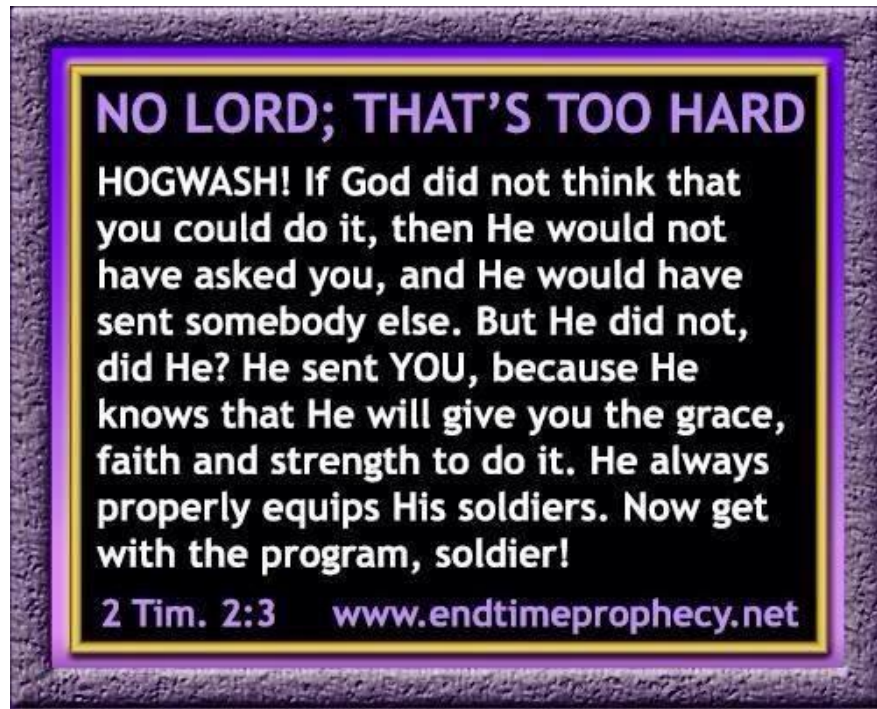 NO LORD; THAT'S TOO HARD
HOGWASH! If God did not think that
you could do it, then He would not
have asked you, and He would have
sent somebody else. But He did not,
did He? He sent YOU, because He
knows that He will give you the grace,
faith and strength to do it. He always
properly equips His soldiers. Now get
with the program, soldier!
2 Tim. 2:3 www.endtimeprophecy.net